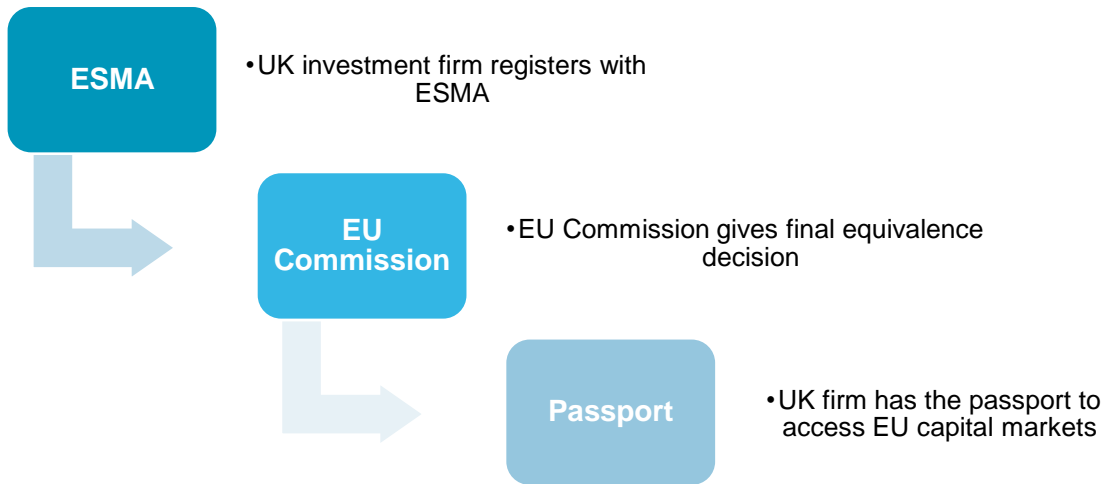 ESMA
•UK investment firm registers with
ESMA
EU
Commission
•EU Commission gives final equivalence
decision
Passport
•UK firm has the passport to
access EU capital markets